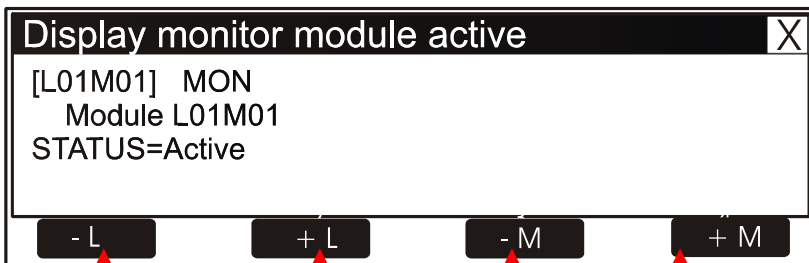 Display monitor module active X
[L01M01] MON
Module L01M01
STATUS=Active
- L + L - M + M